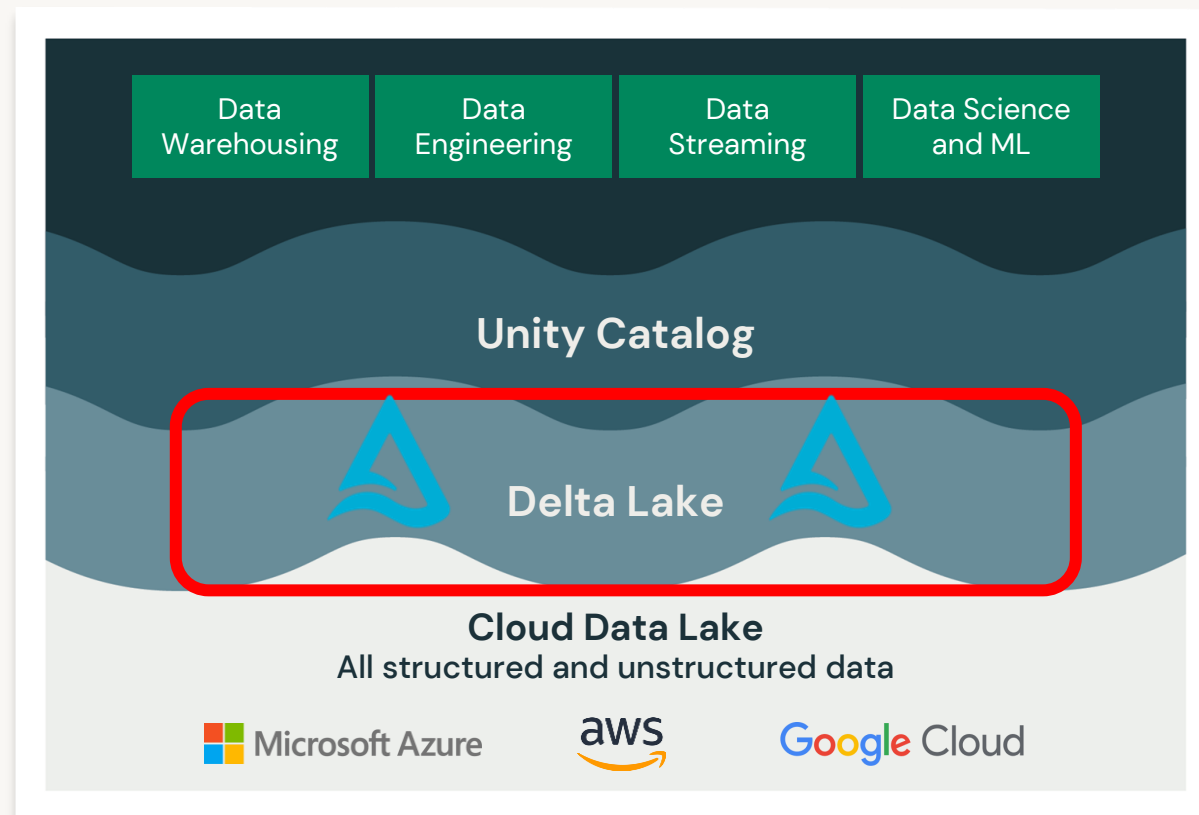 Data
Warehousing
Data
Engineering
Data
Streaming
Data Science
and ML
Unity Catalog
Delta Lake
Cloud Data Lake
All structured and unstructured data
Microsoft Azure
aws
Google Cloud